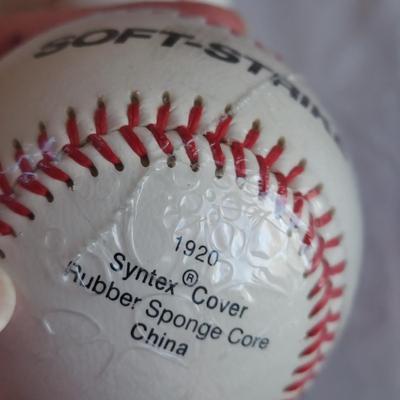 SOFT-STRIKE
1920
Syntex® Cover
Rubber Sponge Core
China